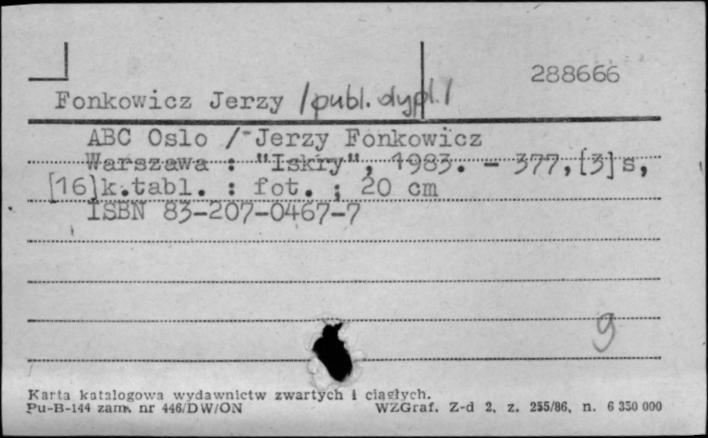 288666
Fonkowicz Jerzy /publ. dypl./
ABC Oslo / Jerzy Fonkowicz
Warszawa : "Iskry", 1983. - 377,[3]s,
[16]k.tabl. : fot. ; 20 cm
ISBN 83-207-0467-7
9
Karta katalogowa wydawnictw zwartych i ciągłych.
Pu-B-144 zam. nr 446/DW/ON WZGraf. Z-d 2, z. 255/86, n. 6 350 000